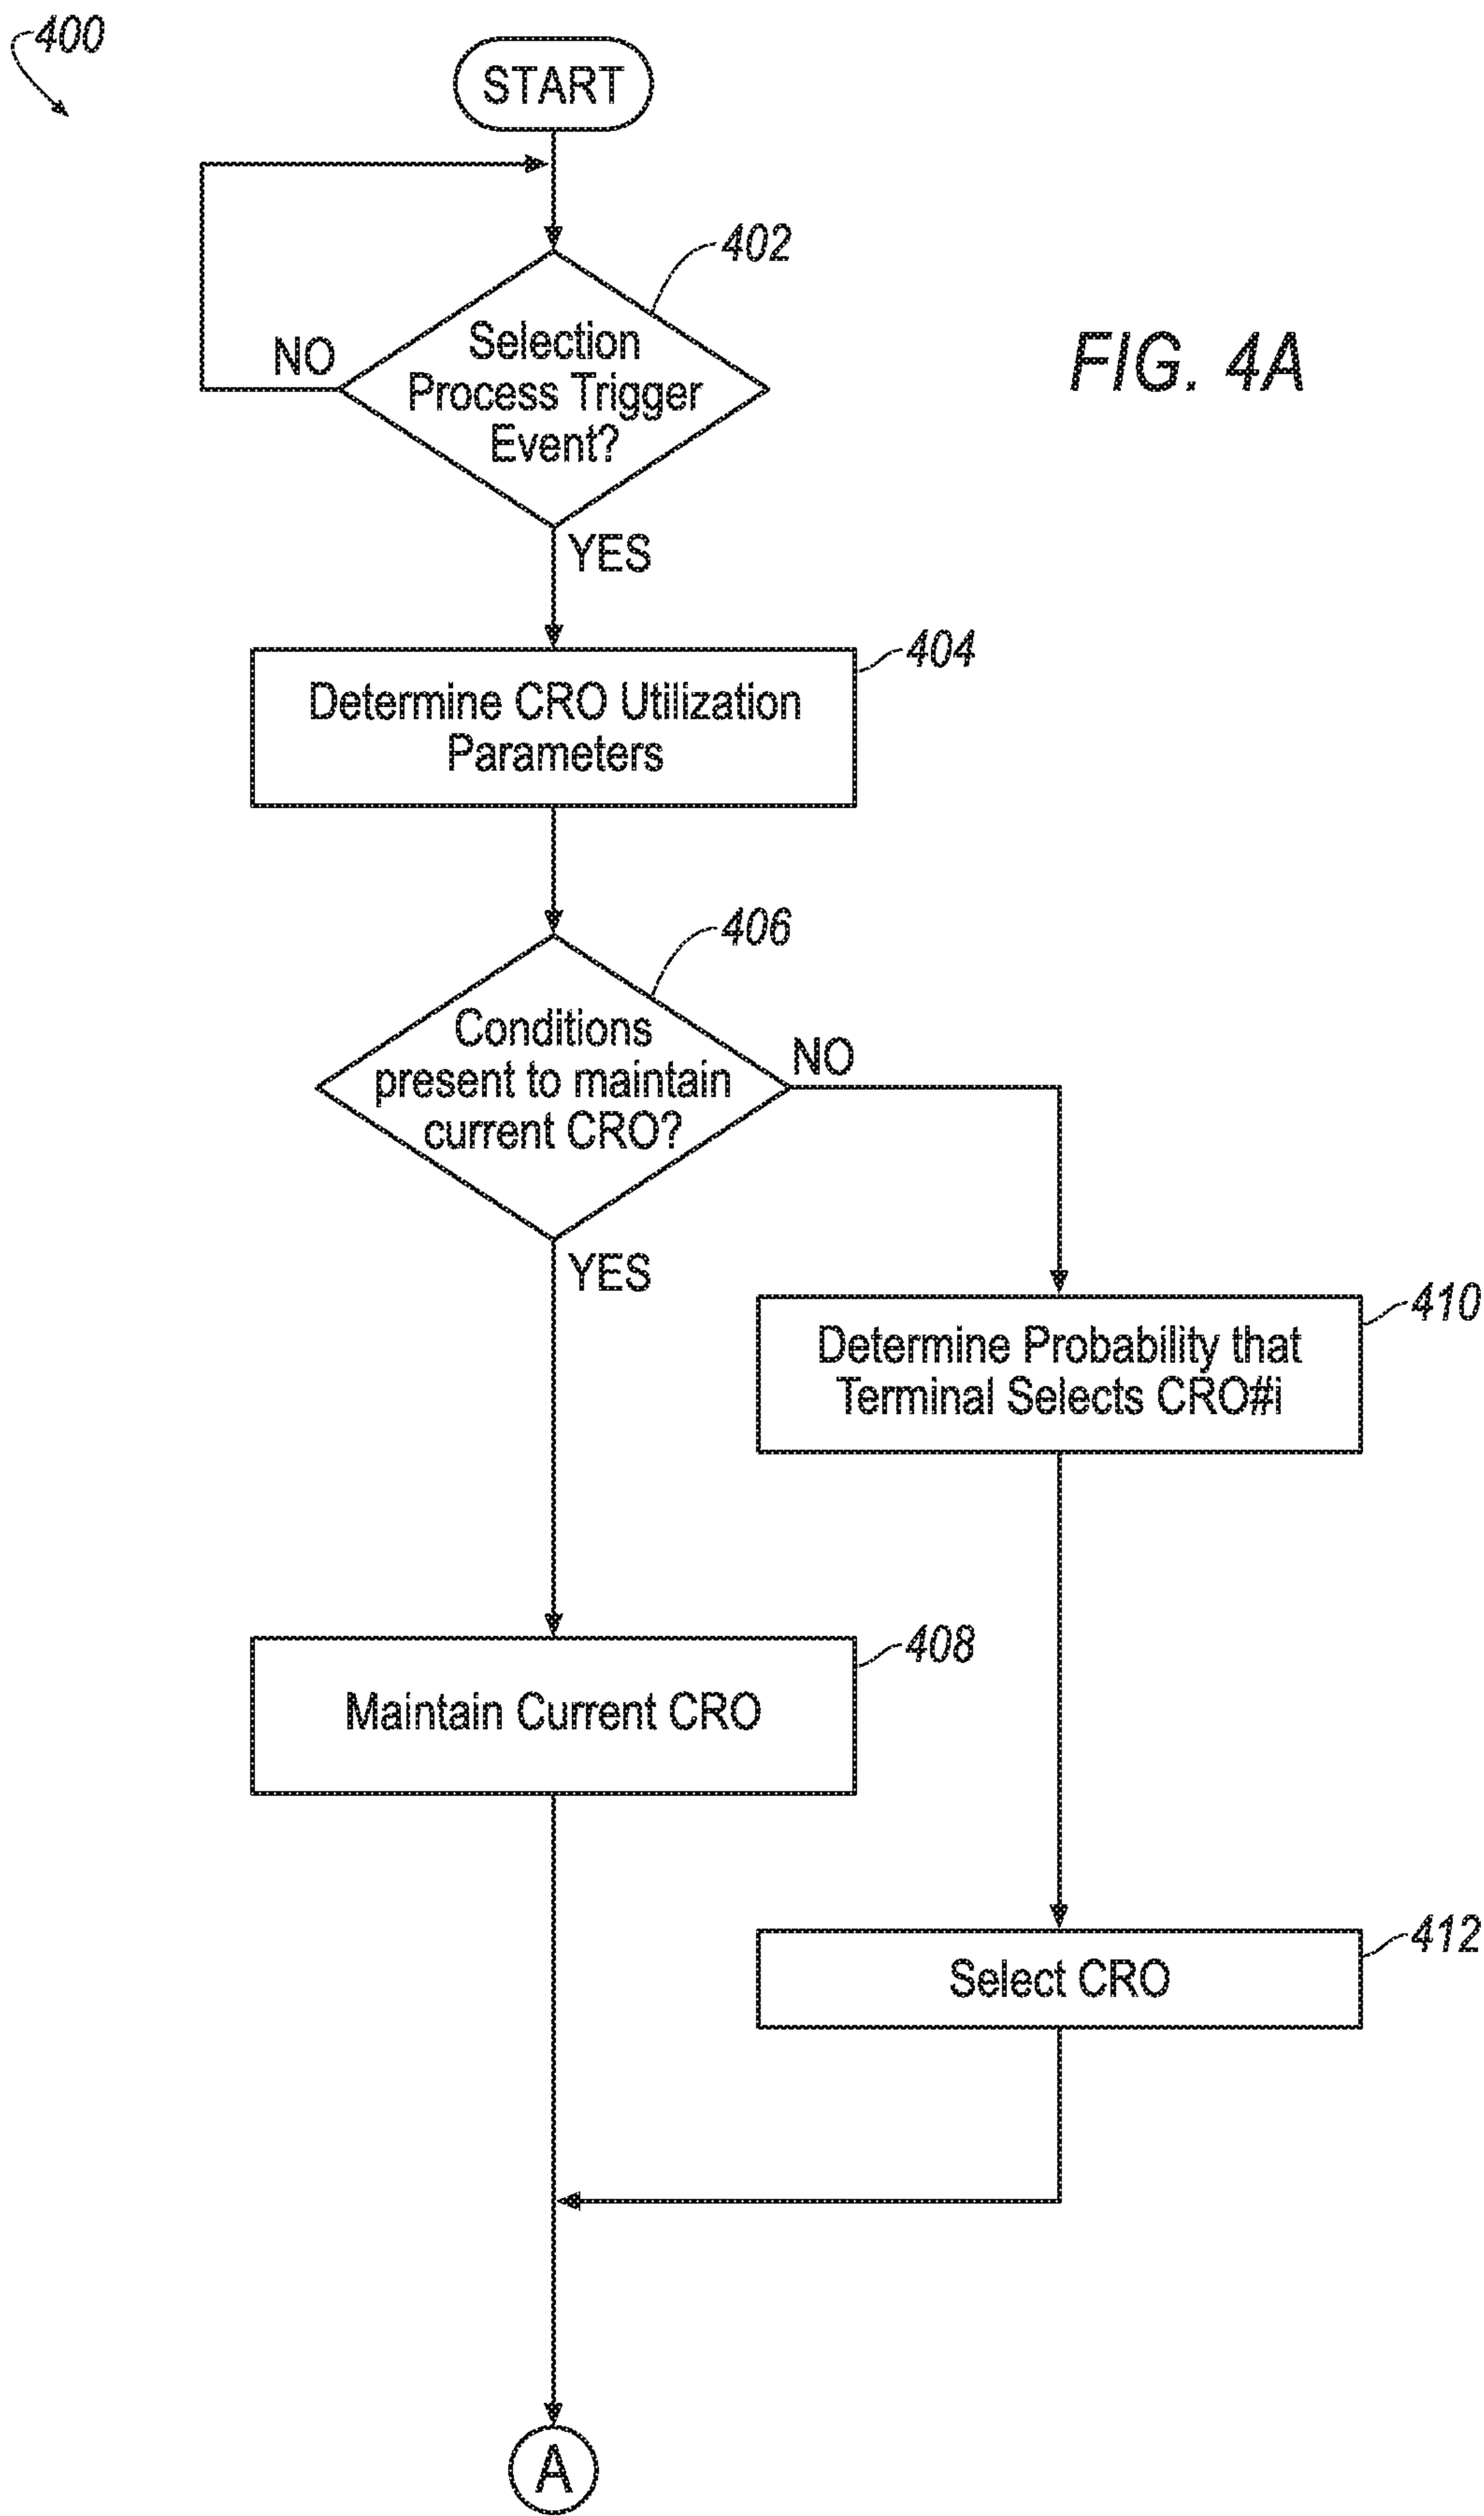 400
START
402
NO
Selection
Process Trigger
Event?
FIG. 4A
YES
404
Determine CRO Utilization
Parameters
406
Conditions
present to maintain
current CRO?
NO
YES
410
Determine Probability that
Terminal Selects CRO#i
408
Maintain Current CRO
412
Select CRO
A